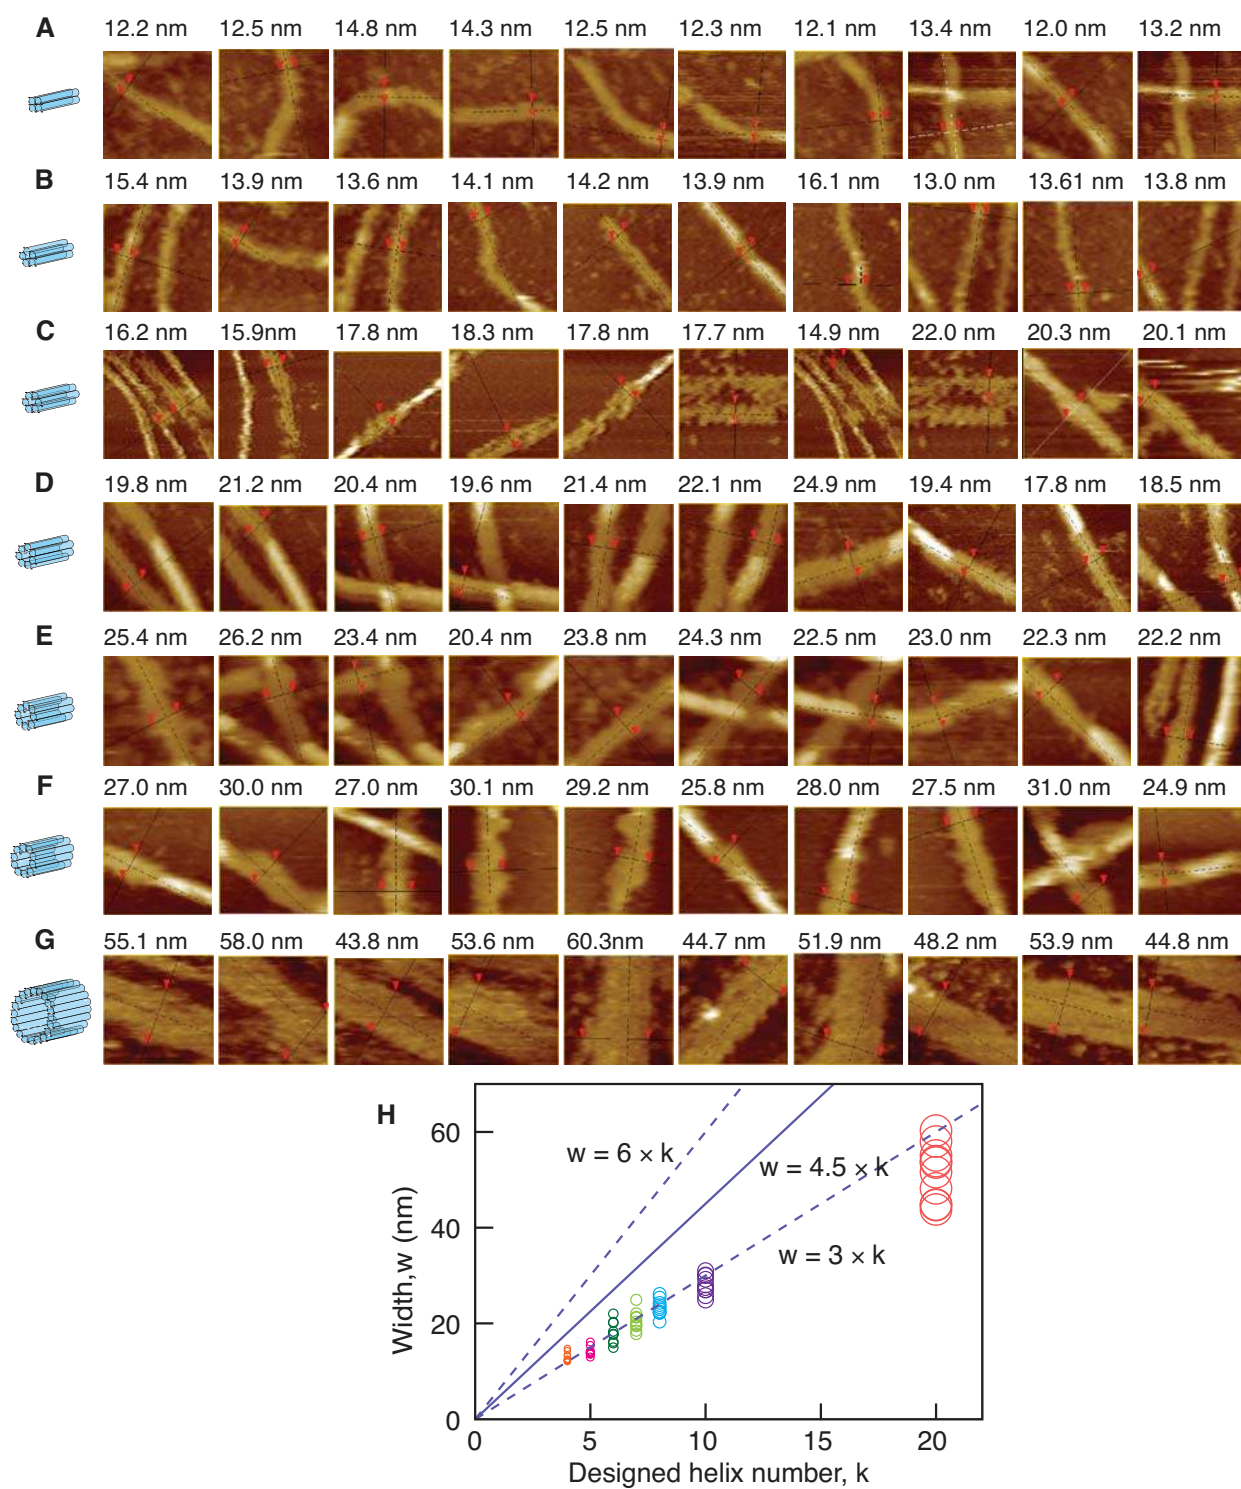 A 12.2 nm 12.5 nm 14.8 nm 14.3 nm 12.5 nm 12.3 nm 12.1 nm 13.4 nm 12.0 nm 13.2 nm
B 15.4 nm 13.9 nm 13.6 nm 14.1 nm 14.2 nm 13.9 nm 16.1 nm 13.0 nm 13.61 nm 13.8 nm
C 16.2 nm 15.9nm 17.8 nm 18.3 nm 17.8 nm 17.7 nm 14.9 nm 22.0 nm 20.3 nm 20.1 nm
D 19.8 nm 21.2 nm 20.4 nm 19.6 nm 21.4 nm 22.1 nm 24.9 nm 19.4 nm 17.8 nm 18.5 nm
E 25.4 nm 26.2 nm 23.4 nm 20.4 nm 23.8 nm 24.3 nm 22.5 nm 23.0 nm 22.3 nm 22.2 nm
F 27.0 nm 30.0 nm 27.0 nm 30.1 nm 29.2 nm 25.8 nm 28.0 nm 27.5 nm 31.0 nm 24.9 nm
G 55.1 nm 58.0 nm 43.8 nm 53.6 nm 60.3nm 44.7 nm 51.9 nm 48.2 nm 53.9 nm 44.8 nm
H
w = 6 × k
w = 4.5 × k
w = 3 × k
Width,w (nm)
60
40
20
0
0 5 10 15 20
Designed helix number, k